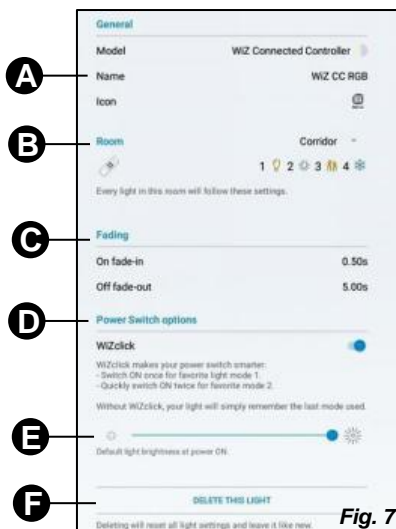 General
Model WiZ Connected Controller
A Name WiZ CC RGB
Icon
B Room Corridor
1 2 3 4
Every light in this room will follow these settings.
C Fading
On fade-in 0.50s
Off fade-out 5.00s
D Power Switch options
WiZclick
WiZclick makes your power switch smarter:
- Switch ON once for favorite light mode 1.
- Quickly switch ON twice for favorite mode 2.
Without WiZclick, your light will simply remember the last mode used.
E
Default light brightness at power ON.
F DELETE THIS LIGHT
Deleting will reset all light settings and leave it like new.
Fig. 7